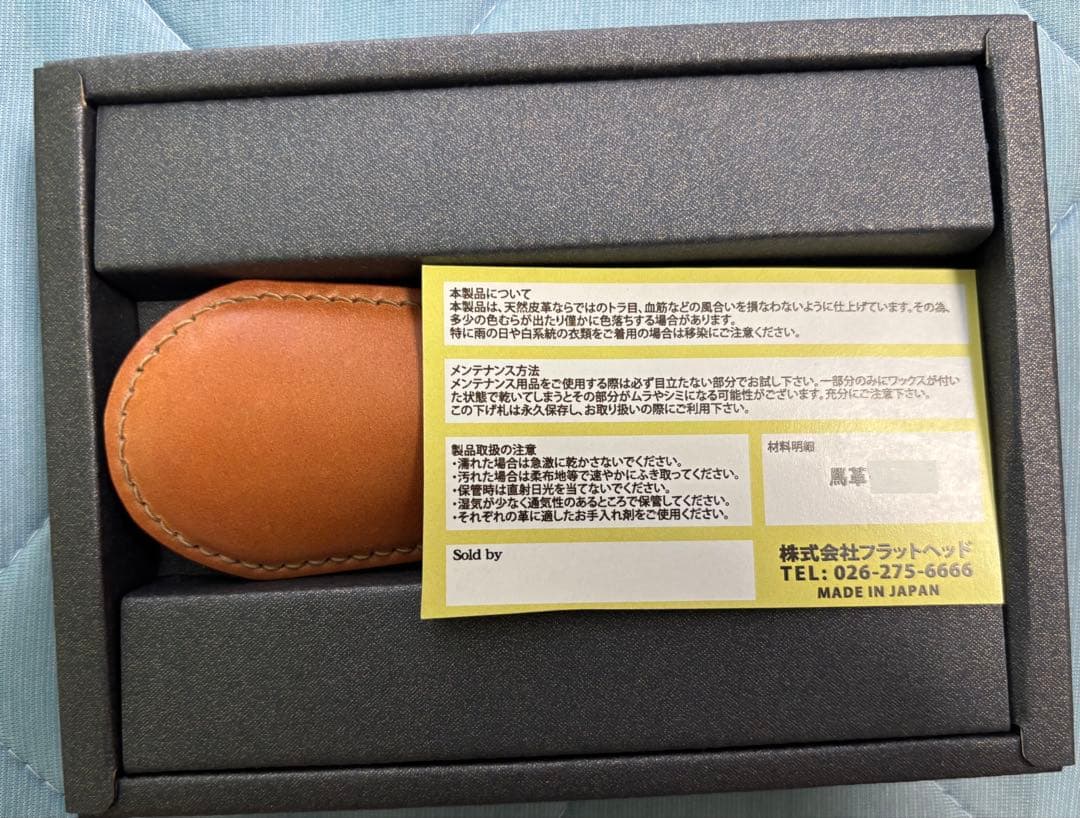 本製品について
本製品は、天然皮革ならではのトラ目、血筋などの風合いを損なわないように仕上げています。その為、
多少の色むらが出たり僅かに色落ちする場合があります。
特に雨の日や白系統の衣類をご着用の場合は移染にご注意ください。
メンテナンス方法
メンテナンス用品をご使用する際は必ず目立たない部分でお試し下さい。一部分のみにワックスが付い
た状態で乾いてしまうとその部分がムラやシミになる可能性がございます。充分にご注意下さい。
この下げ札は永久保存し、お取り扱いの際にご利用下さい。
製品取扱の注意
・濡れた場合は急激に乾かさないでください。
・汚れた場合は柔布地等で速やかにふき取ってください。
・保管時は直射日光を当てないでください。
・湿気が少なく通気性のあるところで保管してください。
・それぞれの革に適したお手入れ剤をご使用ください。
材料明細
馬革
Sold by
株式会社フラットヘッド
TEL: 026-275-6666
MADE IN JAPAN